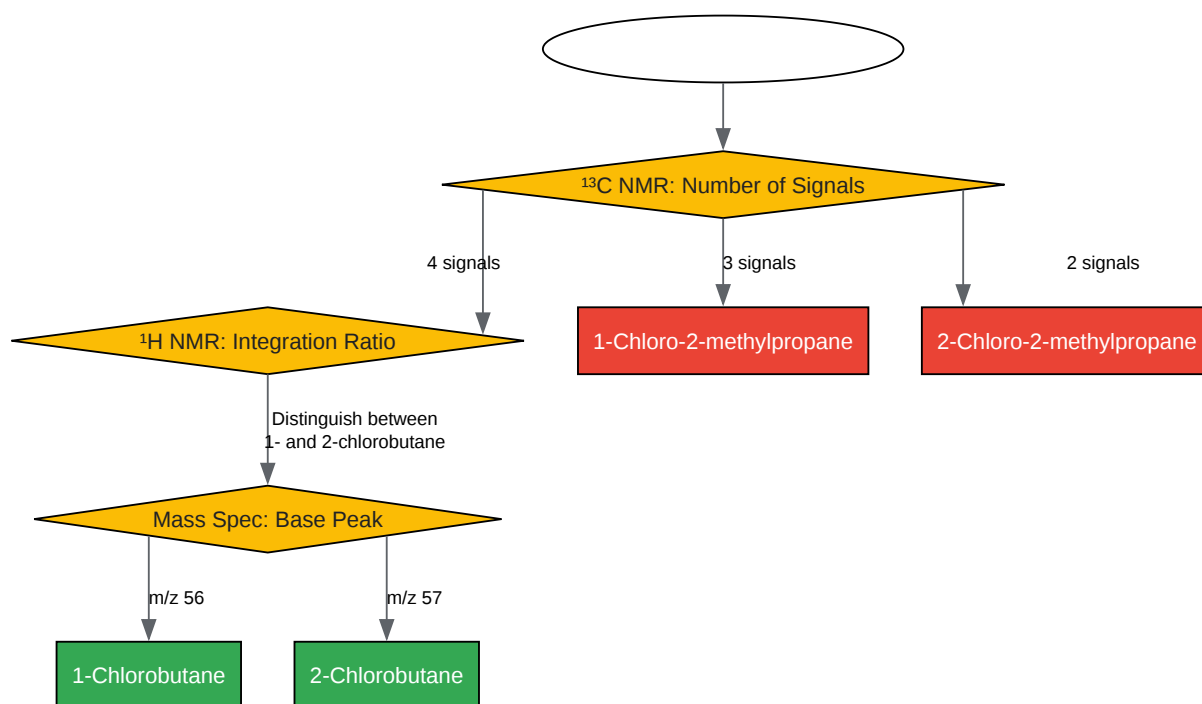 ¹³C NMR: Number of Signals
4 signals
3 signals
2 signals
¹H NMR: Integration Ratio
1-Chloro-2-methylpropane
2-Chloro-2-methylpropane
Distinguish between
1- and 2-chlorobutane
Mass Spec: Base Peak
m/z 56
m/z 57
1-Chlorobutane
2-Chlorobutane